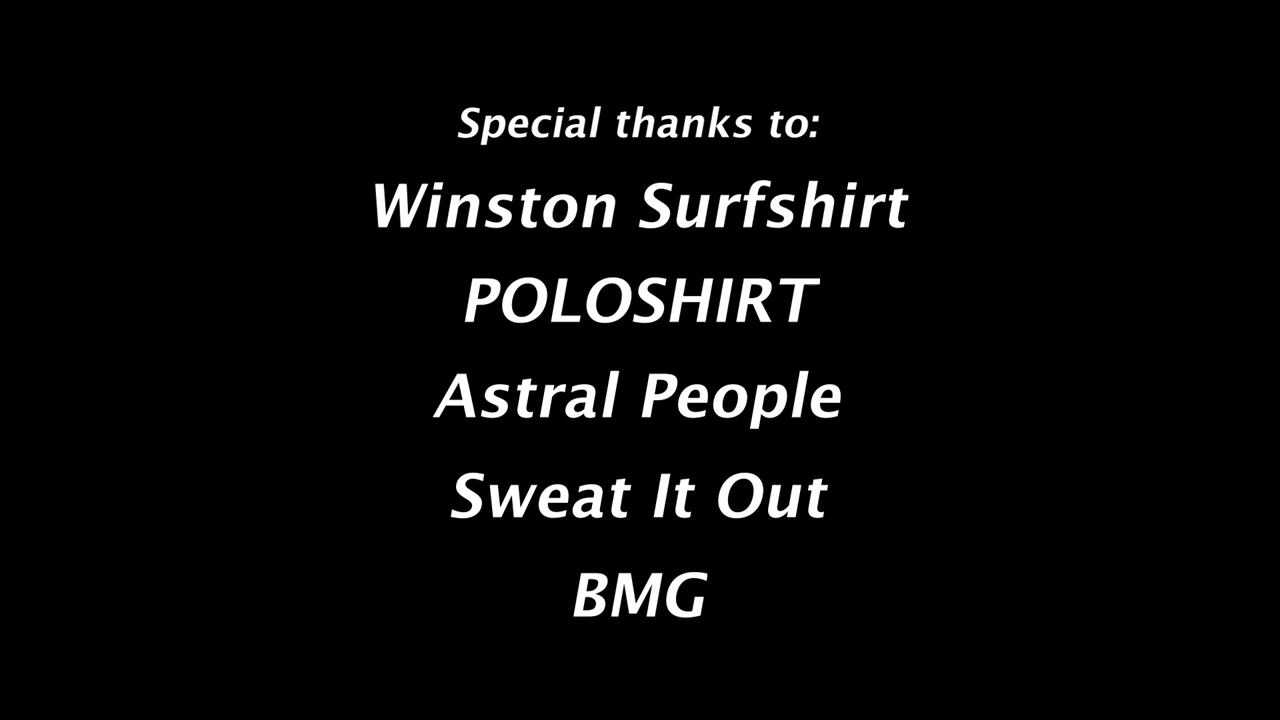 Special thanks to:
Winston Surfshirt
POLOSHIRT
Astral People
Sweat It Out
BMG